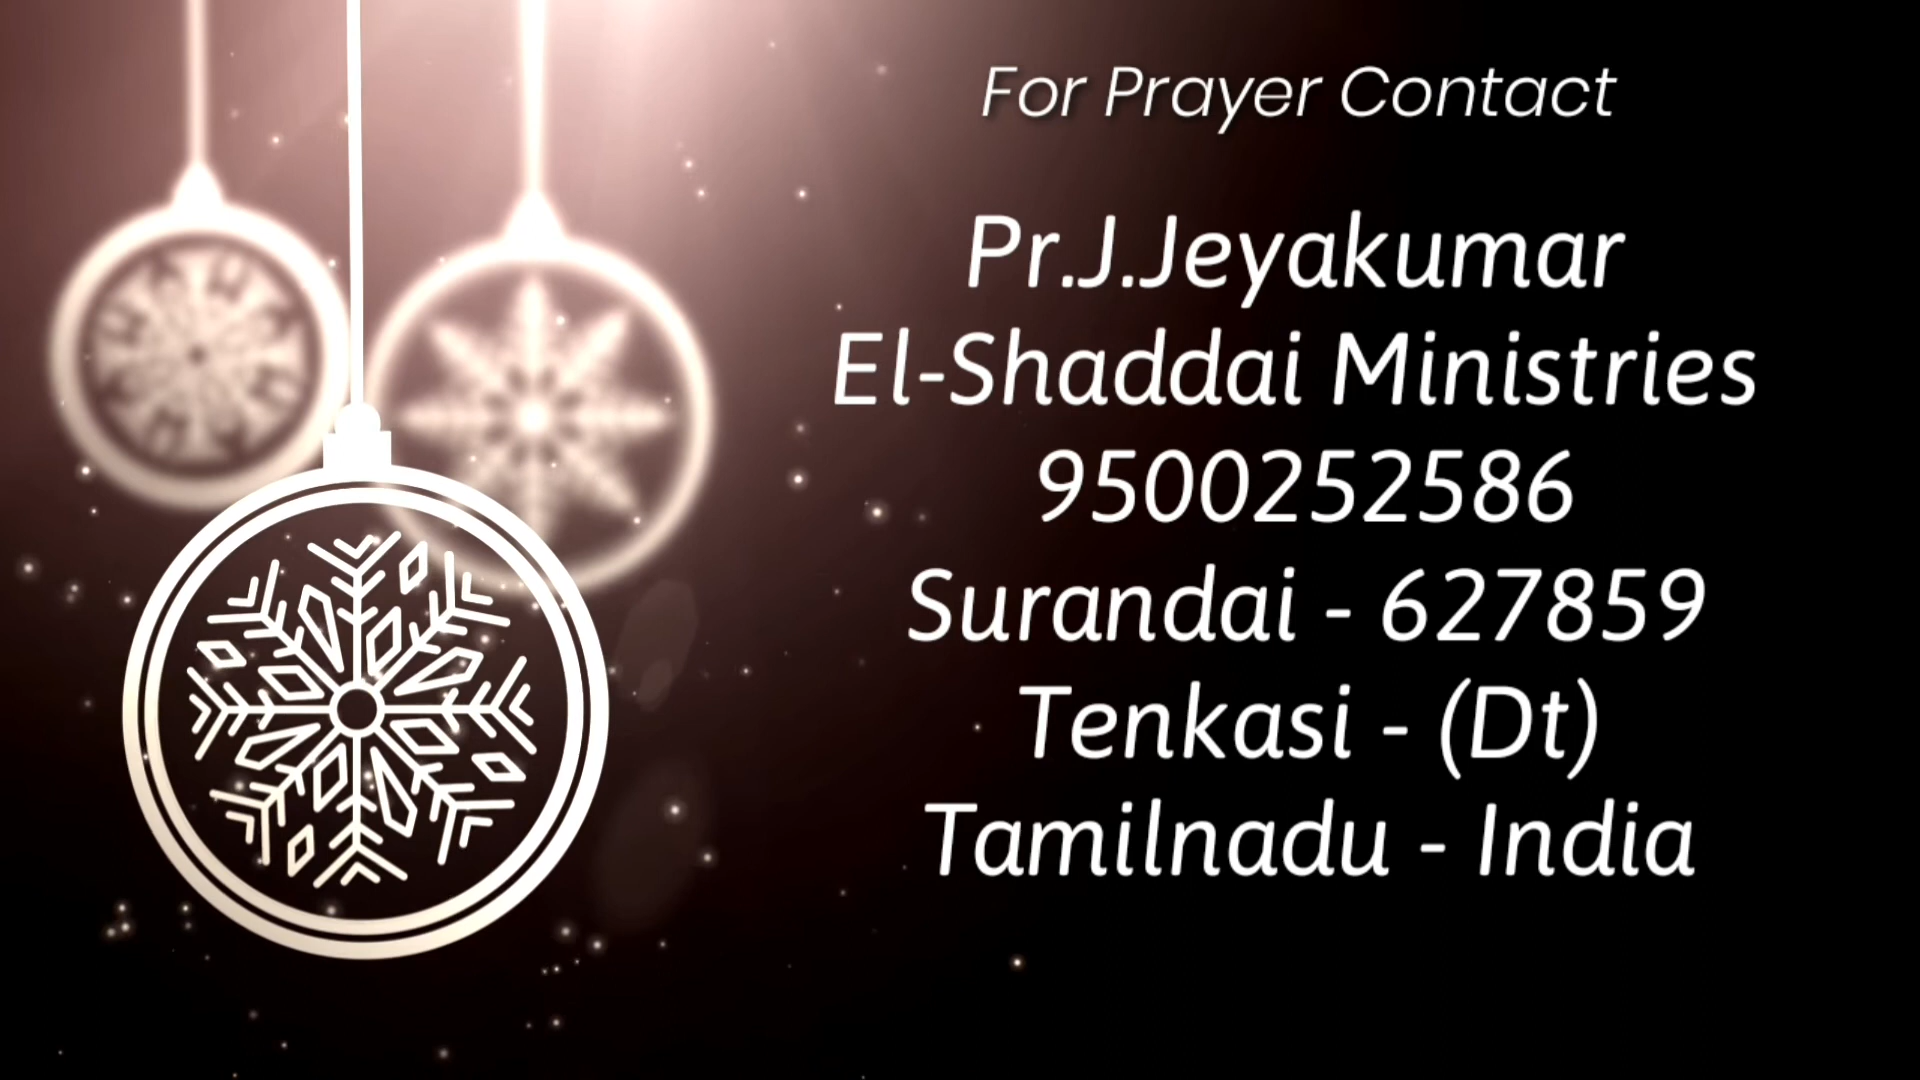 For Prayer Contact
Pr.J.Jeyakumar
El-Shaddai Ministries
9500252586
Surandai - 627859
Tenkasi - (Dt)
Tamilnadu - India